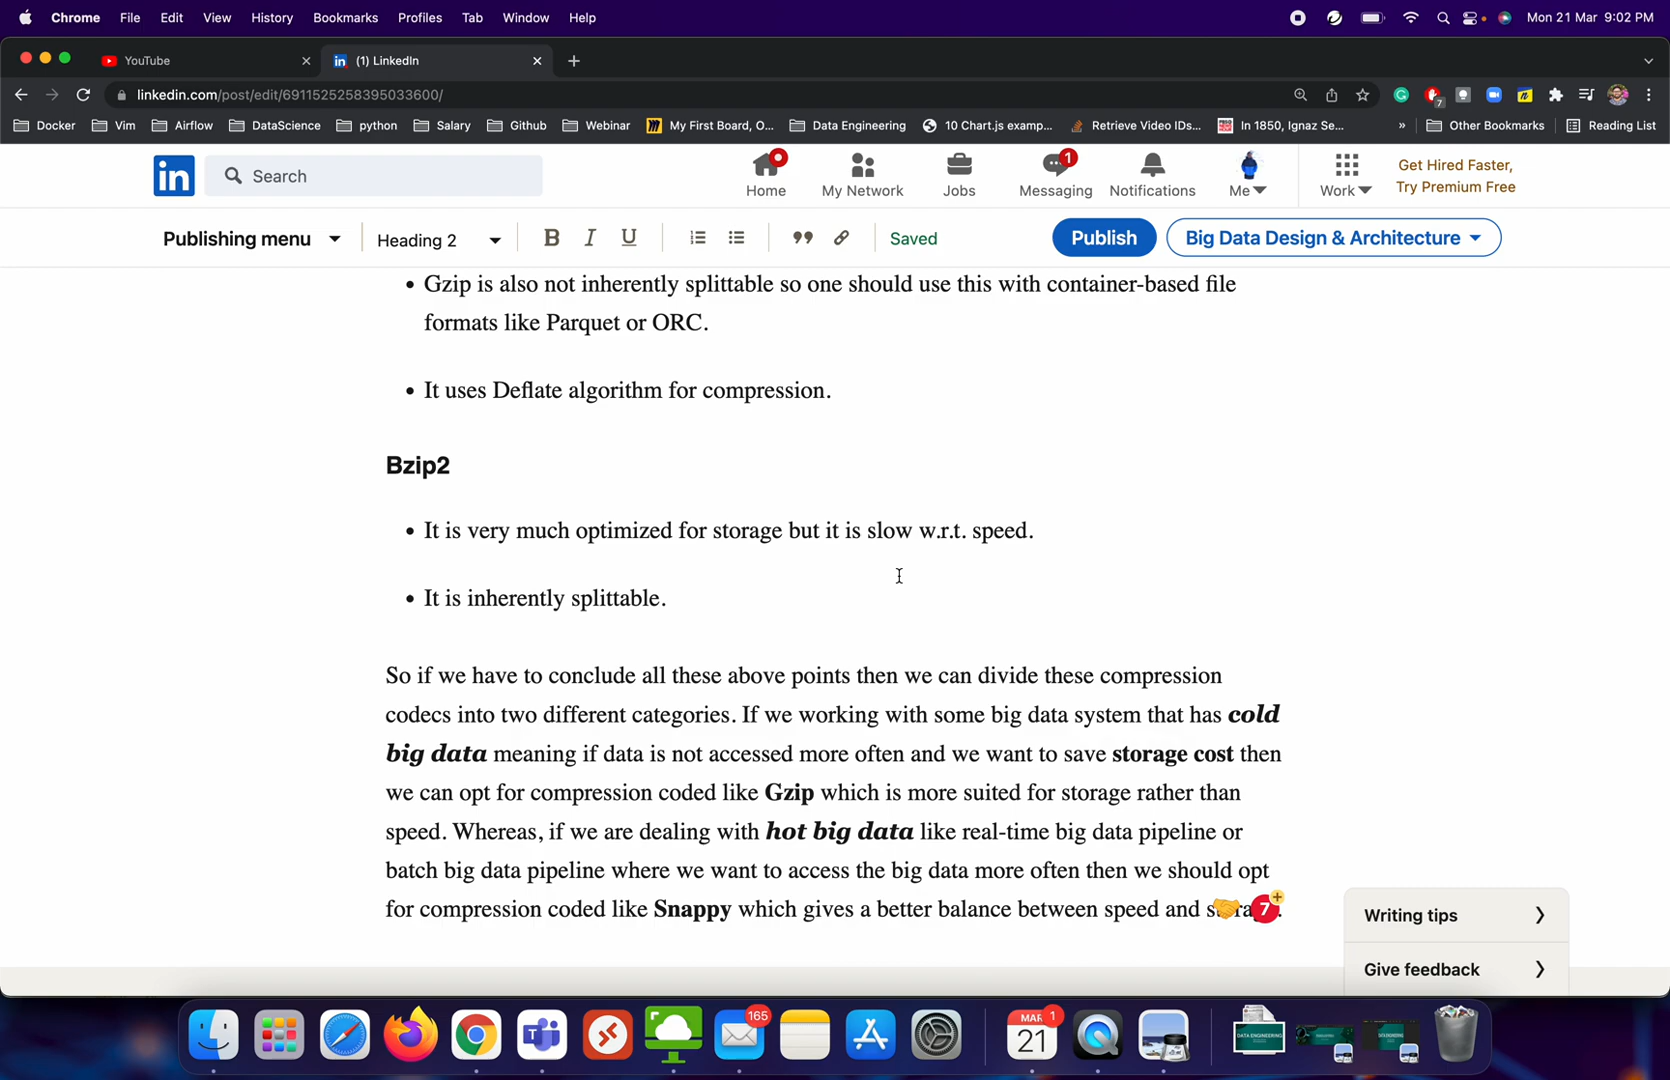 Chrome File Edit View History Bookmarks Profiles Tab Window Help Mon 21 Mar 9:02 PM
YouTube (1) LinkedIn
linkedin.com/post/edit/6911525258395033600/ 7
Docker Vim Airflow DataScience python Salary Github Webinar My First Board, O... Data Engineering 10 Chart.js examp... Retrieve Video IDs... In 1850, Ignaz Se... » Other Bookmarks Reading List
in Search Home My Network Jobs 1 Messaging Notifications Me Work Get Hired Faster,
Try Premium Free
Publishing menu Heading 2 B I U Saved Publish Big Data Design & Architecture
• Gzip is also not inherently splittable so one should use this with container-based file
formats like Parquet or ORC.
• It uses Deflate algorithm for compression.
Bzip2
• It is very much optimized for storage but it is slow w.r.t. speed.
• It is inherently splittable.
So if we have to conclude all these above points then we can divide these compression
codecs into two different categories. If we working with some big data system that has cold
big data meaning if data is not accessed more often and we want to save storage cost then
we can opt for compression coded like Gzip which is more suited for storage rather than
speed. Whereas, if we are dealing with hot big data like real-time big data pipeline or
batch big data pipeline where we want to access the big data more often then we should opt
for compression coded like Snappy which gives a better balance between speed and storage.
7
Writing tips
Give feedback
165
MAR 1
21
DATA ENGINEERING